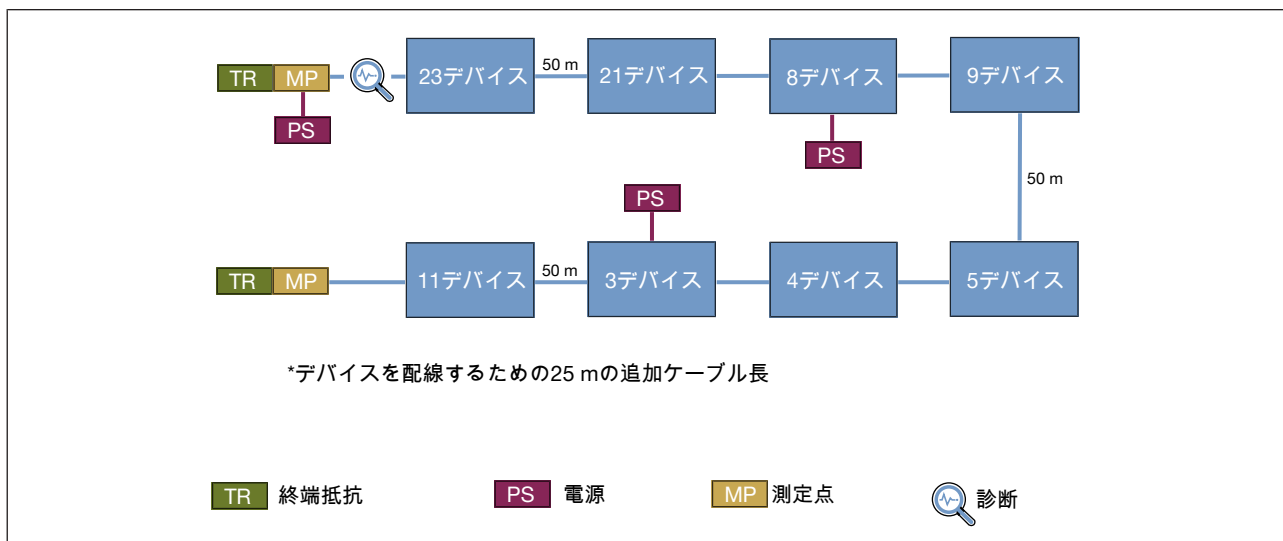 TR MP
23デバイス
50 m
21デバイス
8デバイス
9デバイス
PS
PS
50 m
PS
TR MP
11デバイス
50 m
3デバイス
4デバイス
5デバイス
*デバイスを配線するための25 mの追加ケーブル長
TR 終端抵抗
PS 電源
MP 測定点
診断